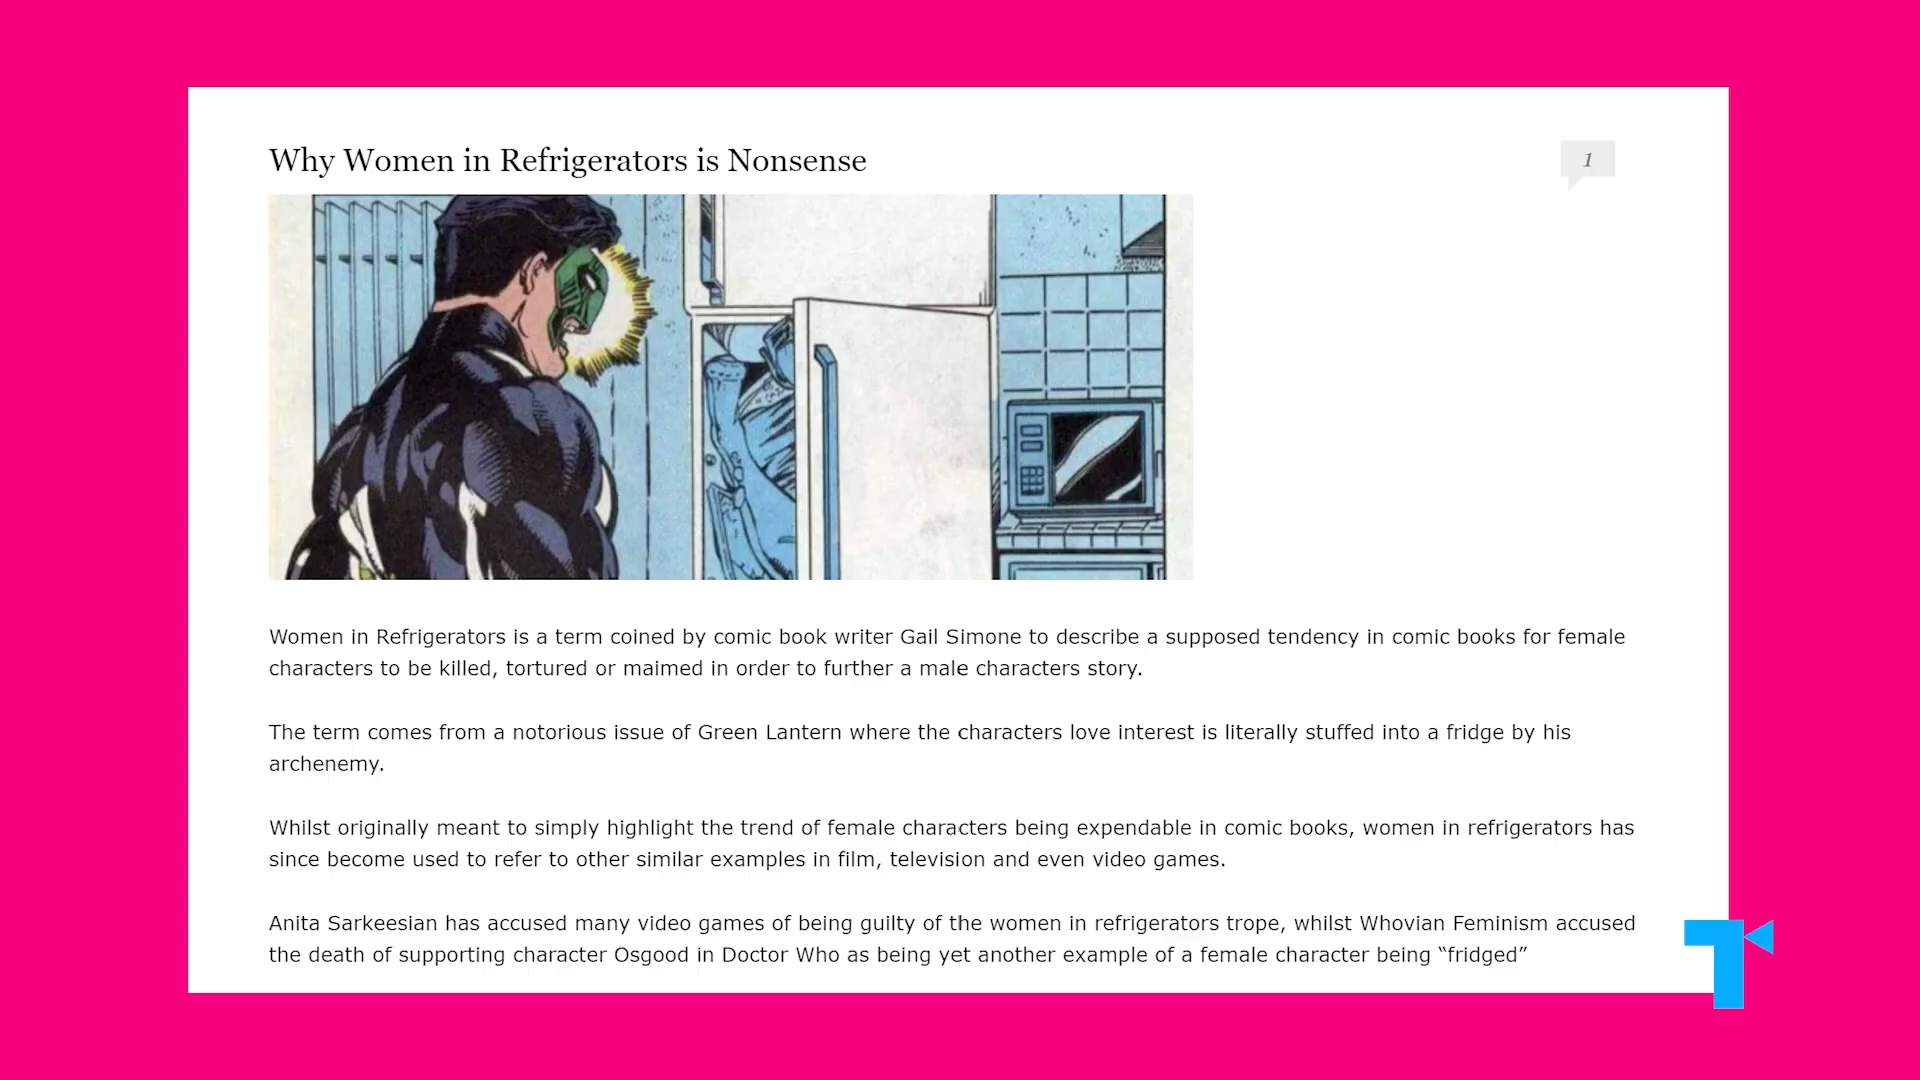 Why Women in Refrigerators is Nonsense
1
Women in Refrigerators is a term coined by comic book writer Gail Simone to describe a supposed tendency in comic books for female
characters to be killed, tortured or maimed in order to further a male characters story.
The term comes from a notorious issue of Green Lantern where the characters love interest is literally stuffed into a fridge by his
archenemy.
Whilst originally meant to simply highlight the trend of female characters being expendable in comic books, women in refrigerators has
since become used to refer to other similar examples in film, television and even video games.
Anita Sarkeesian has accused many video games of being guilty of the women in refrigerators trope, whilst Whovian Feminism accused
the death of supporting character Osgood in Doctor Who as being yet another example of a female character being “fridged”